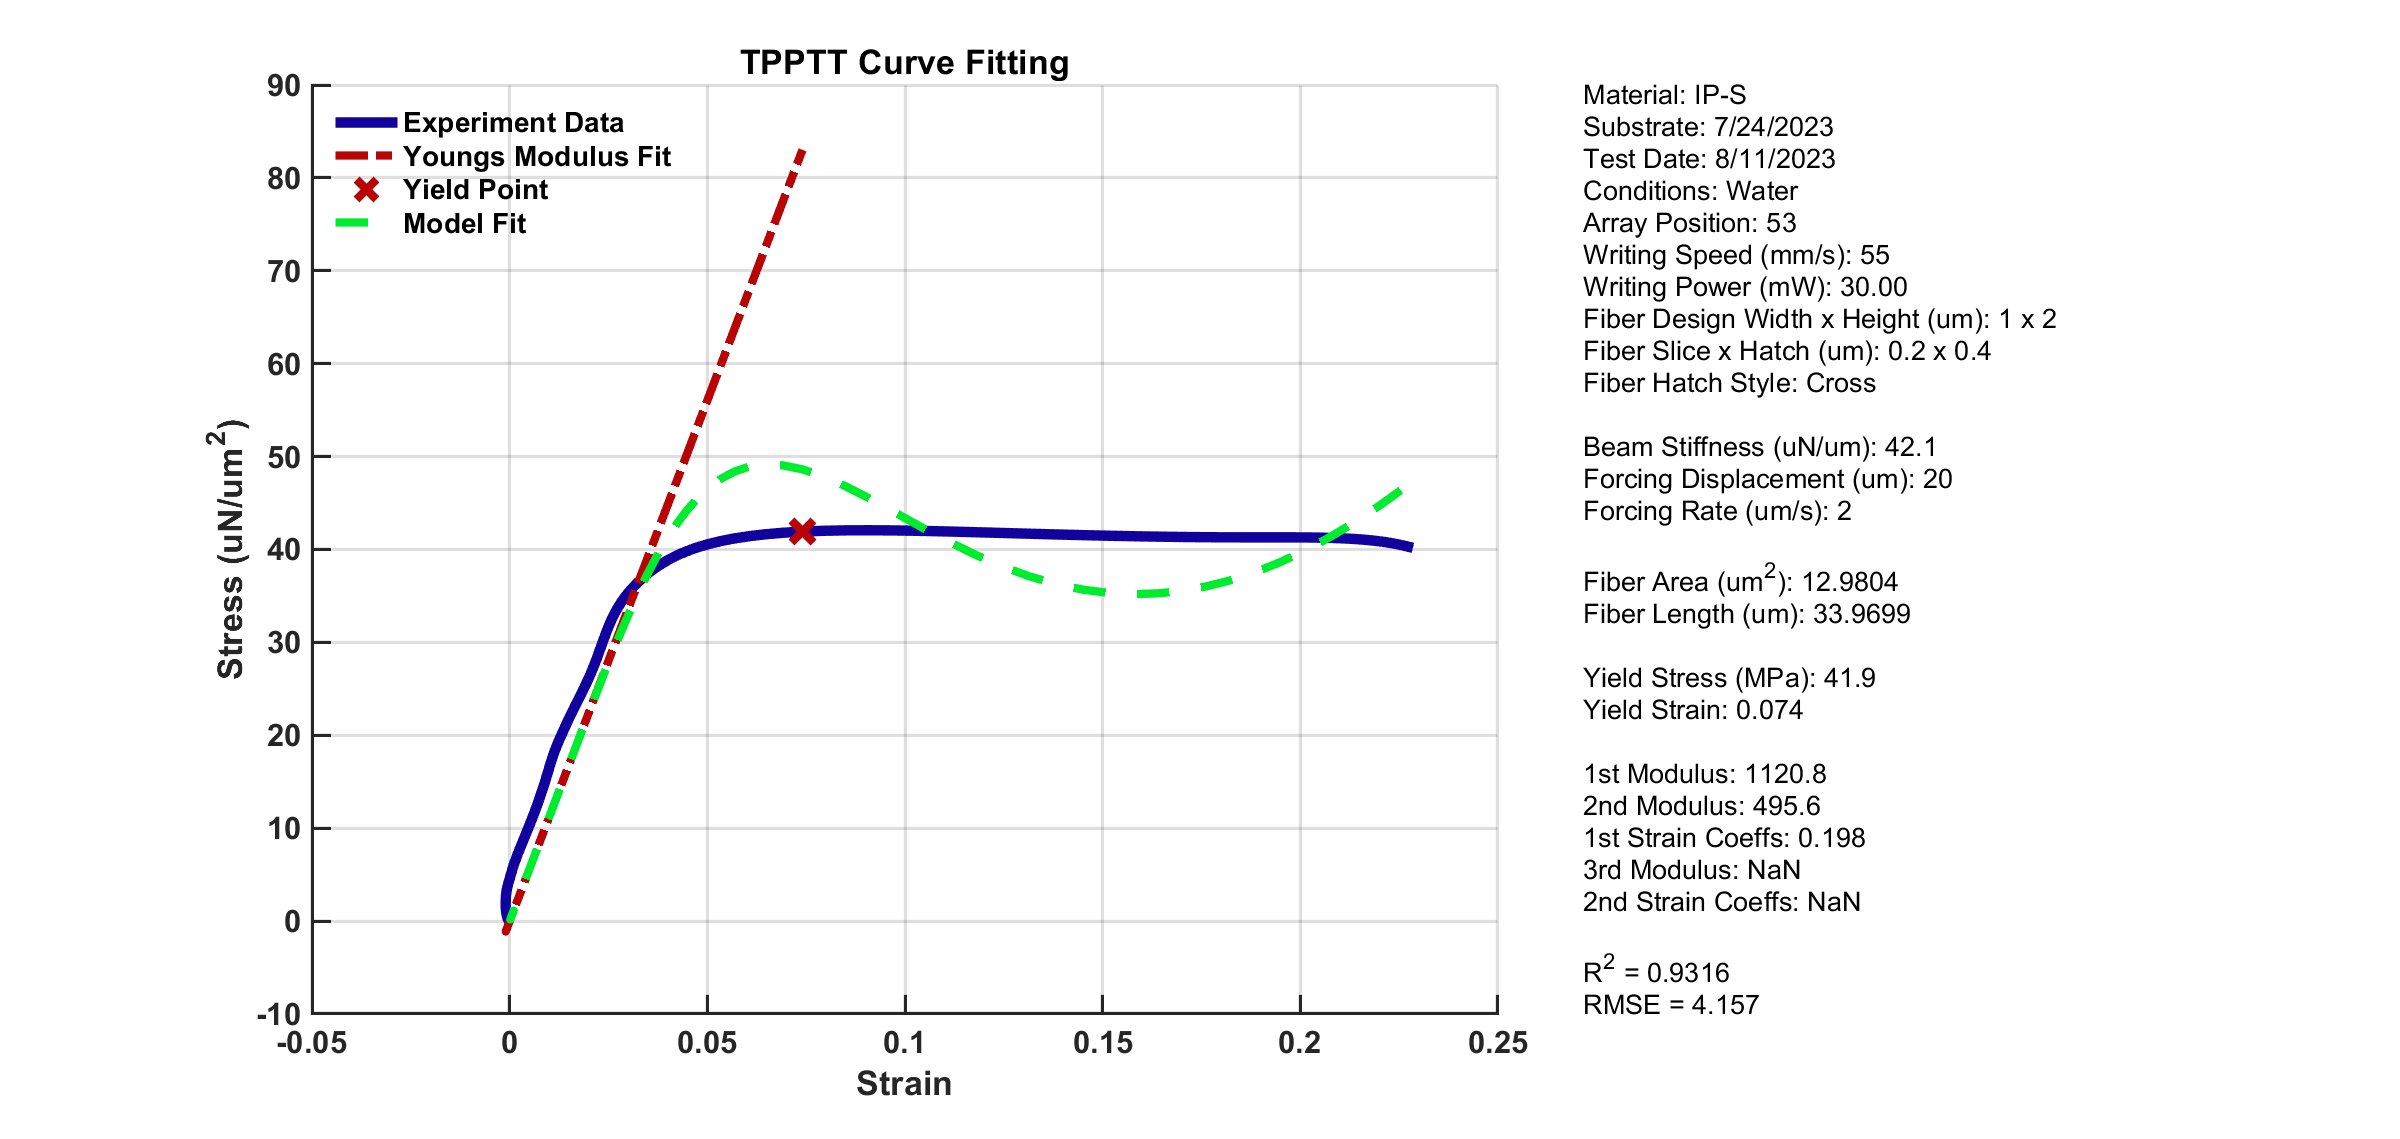 TPPTT Curve Fitting
90
80
70
60
50
40
30
20
10
0
-10
Stress (uN/um²)
Experiment Data
Youngs Modulus Fit
Yield Point
Model Fit
-0.05 0 0.05 0.1 0.15 0.2 0.25
Strain
Material: IP-S
Substrate: 7/24/2023
Test Date: 8/11/2023
Conditions: Water
Array Position: 53
Writing Speed (mm/s): 55
Writing Power (mW): 30.00
Fiber Design Width x Height (um): 1 x 2
Fiber Slice x Hatch (um): 0.2 x 0.4
Fiber Hatch Style: Cross
Beam Stiffness (uN/um): 42.1
Forcing Displacement (um): 20
Forcing Rate (um/s): 2
Fiber Area (um²): 12.9804
Fiber Length (um): 33.9699
Yield Stress (MPa): 41.9
Yield Strain: 0.074
1st Modulus: 1120.8
2nd Modulus: 495.6
1st Strain Coeffs: 0.198
3rd Modulus: NaN
2nd Strain Coeffs: NaN
R² = 0.9316
RMSE = 4.157